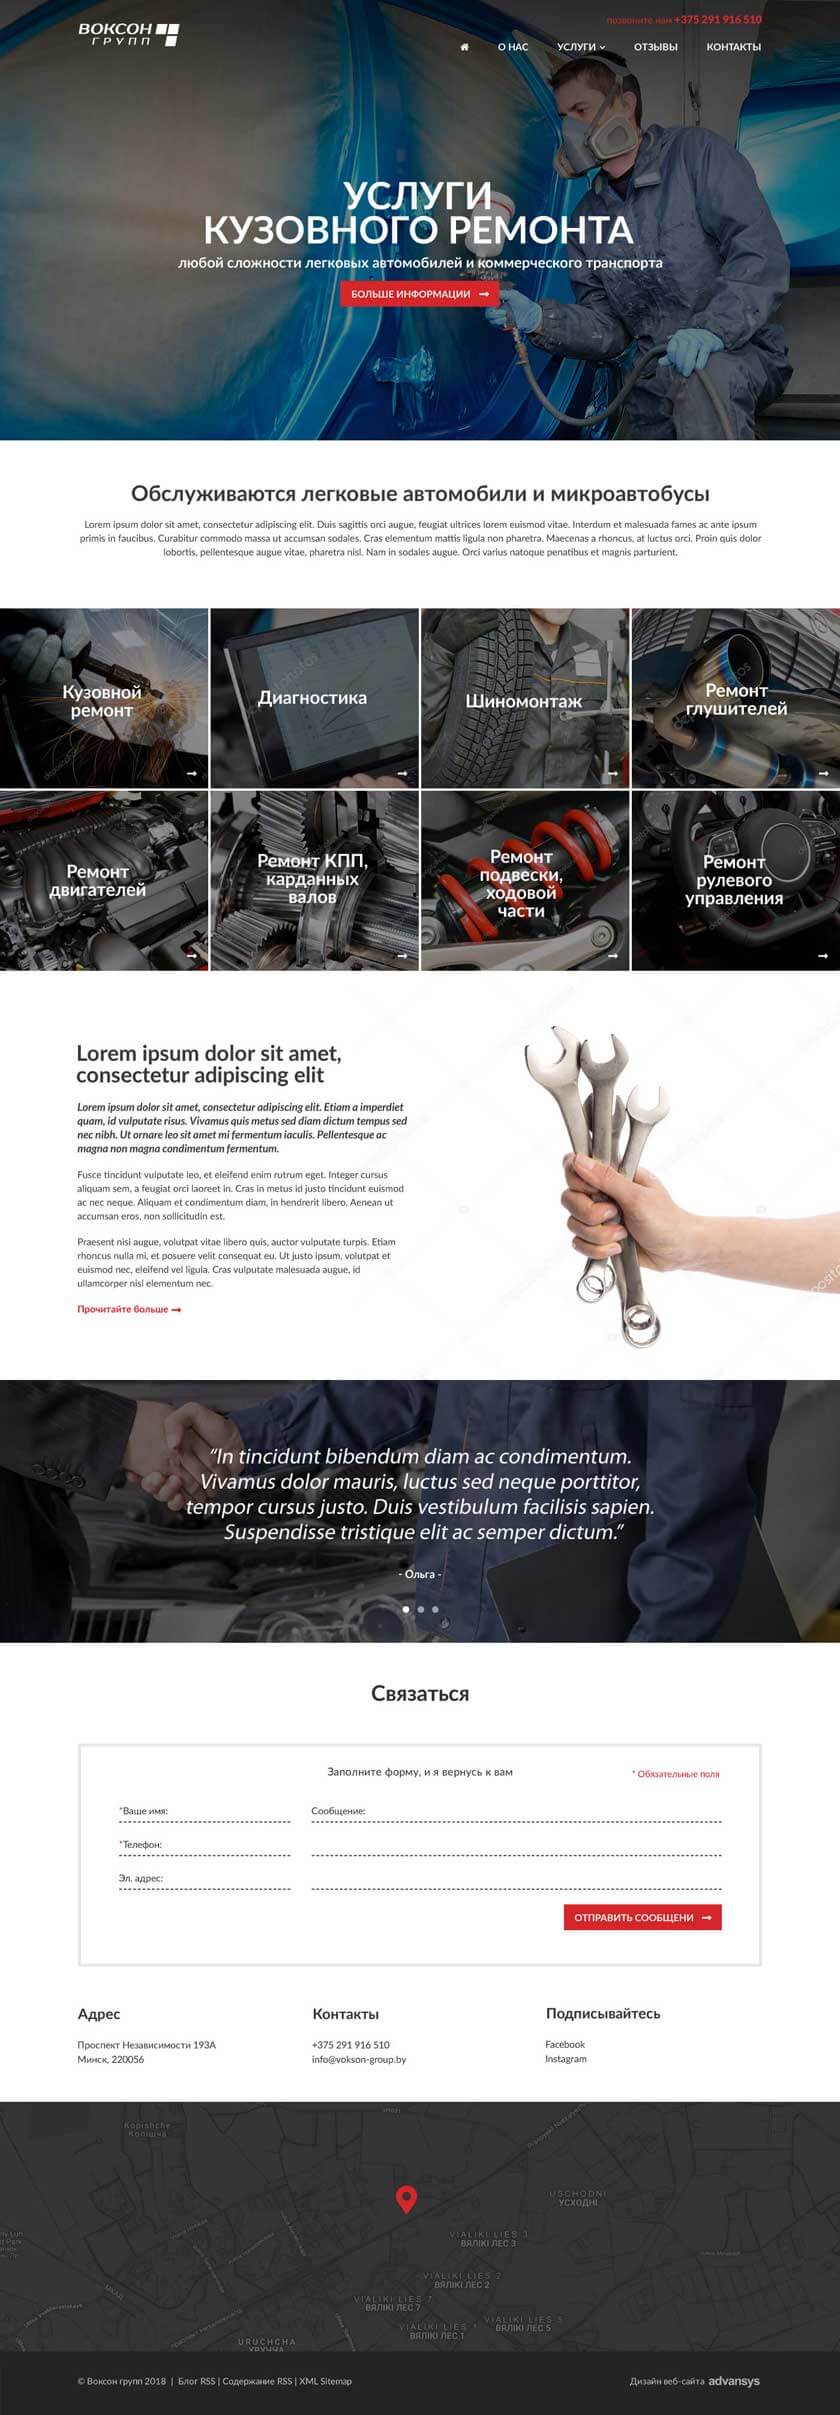 ВОКСОН
ГРУПП
позвоните нам +375 291 916 510
О НАС УСЛУГИ ОТЗЫВЫ КОНТАКТЫ
УСЛУГИ
КУЗОВНОГО РЕМОНТА
любой сложности легковых автомобилей и коммерческого транспорта
БОЛЬШЕ ИНФОРМАЦИИ
Обслуживаются легковые автомобили и микроавтобусы
Lorem ipsum dolor sit amet, consectetur adipiscing elit. Duis sagittis orci augue, feugiat ultrices lorem euismod vitae. Interdum et malesuada fames ac ante ipsum
primis in faucibus. Curabitur commodo massa ut accumsan sodales. Cras elementum mattis ligula non pharetra. Maecenas a rhoncus, at luctus orci. Proin quis dolor
lobortis, pellentesque augue vitae, pharetra nisl. Nam in sodales augue. Orci varius natoque penatibus et magnis parturient.
Кузовной
ремонт
Диагностика
Шиномонтаж
Ремонт
глушителей
Ремонт
двигателей
Ремонт КПП,
карданных
валов
Ремонт
подвески,
ходовой
части
Ремонт
рулевого
управления
Lorem ipsum dolor sit amet,
consectetur adipiscing elit
Lorem ipsum dolor sit amet, consectetur adipiscing elit. Etiam a imperdiet
quam, id vulputate risus. Vivamus quis metus sed diam dictum tempus sed
nec nibh. Ut ornare leo sit amet mi fermentum iaculis. Pellentesque ac
magna non magna condimentum fermentum.
Fusce tincidunt vulputate leo, et eleifend enim rutrum eget. Integer cursus
aliquam sem, a feugiat orci laoreet in. Cras in metus id justo tincidunt euismod
ac nec neque. Aliquam et condimentum diam, in hendrerit libero. Aenean ut
accumsan eros, non sollicitudin est.
Praesent nisi augue, volutpat vitae libero quis, auctor vulputate turpis. Etiam
rhoncus nulla mi, et posuere velit consequat eu. Ut justo ipsum, volutpat et
euismod nec, eleifend vel ligula. Cras vulputate malesuada augue, id
ullamcorper nisl elementum nec.
Прочитайте больше
“In tincidunt bibendum diam ac condimentum.
Vivamus dolor mauris, luctus sed neque porttitor,
tempor cursus justo. Duis vestibulum facilisis sapien.
Suspendisse tristique elit ac semper dictum.”
- Ольга -
Связаться
Заполните форму, и я вернусь к вам
* Обязательные поля
*Ваше имя:
Сообщение:
*Телефон:
Эл. адрес:
ОТПРАВИТЬ СООБЩЕНИ
Адрес
Проспект Независимости 193А
Минск, 220056
Контакты
+375 291 916 510
info@vokson-group.by
Подписывайтесь
Facebook
Instagram
Kopishche
Копішча
USCHODNI
УСХОДНІ
VIALIKI LIES 3
ВЯЛІКІ ЛЕС 3
VIALIKI LIES 2
ВЯЛІКІ ЛЕС 2
VIALIKI LIES 7
ВЯЛІКІ ЛЕС 7
VIALIKI LIES 1
ВЯЛІКІ ЛЕС 1
VIALIKI LIES 5
ВЯЛІКІ ЛЕС 5
URUCHCHA
УРУЧЧА
© Воксон групп 2018 | Блог RSS | Содержание RSS | XML Sitemap
Дизайн веб-сайта advansys